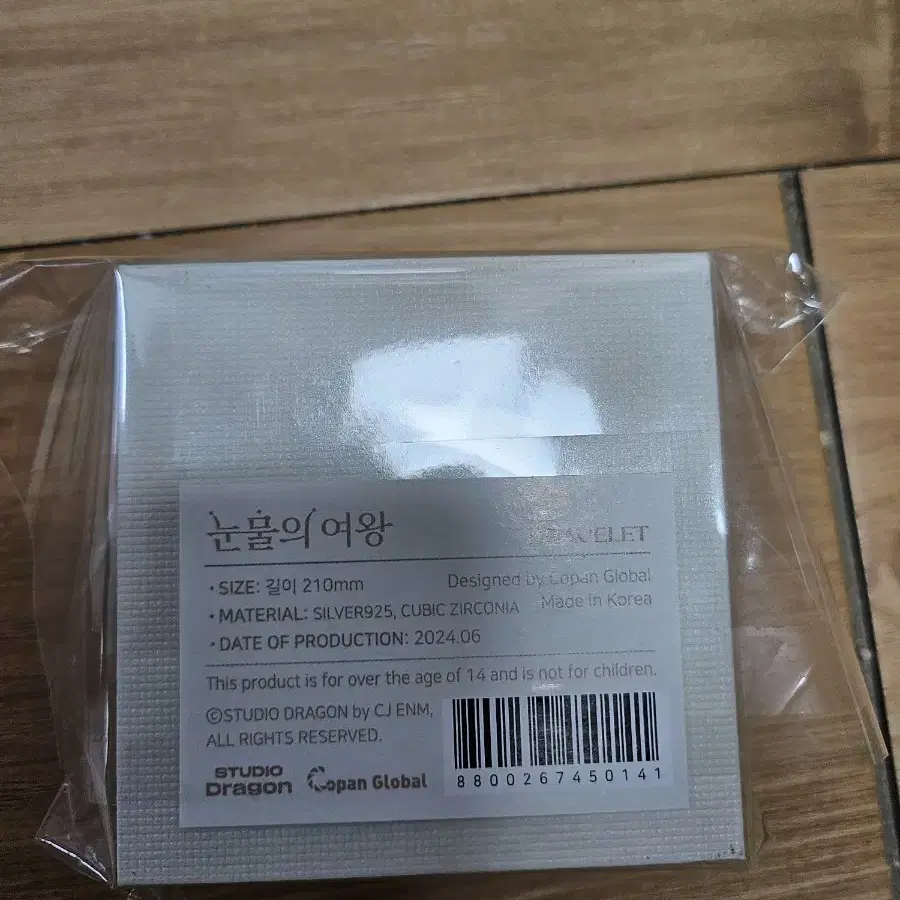 눈물의 여왕 BRACELET
• SIZE: 길이 210mm Designed by Copan Global
• MATERIAL: SILVER925, CUBIC ZIRCONIA Made in Korea
• DATE OF PRODUCTION: 2024.06
This product is for over the age of 14 and is not for children.
©STUDIO DRAGON by CJ ENM,
ALL RIGHTS RESERVED.
STUDIO
Dragon
Copan Global
8800267450141